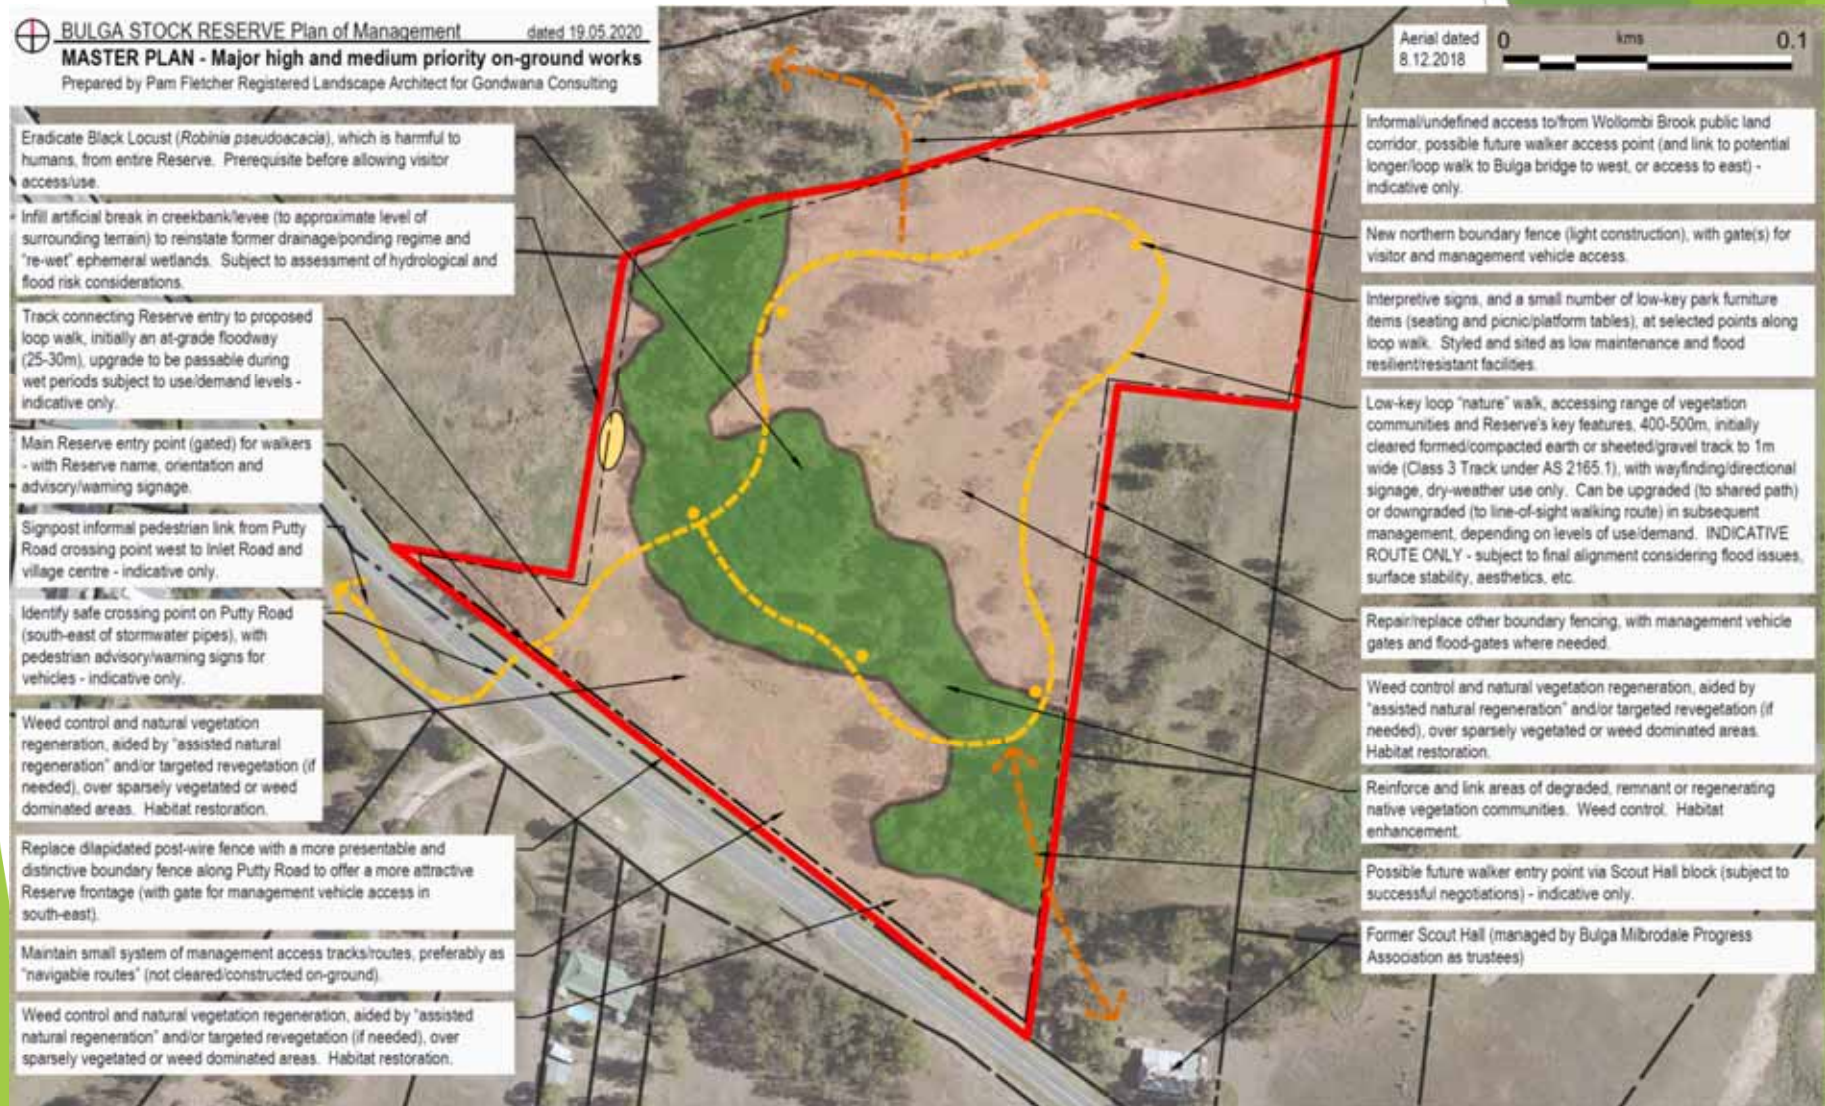 BULGA STOCK RESERVE Plan of Management dated 19.05.2020
MASTER PLAN - Major high and medium priority on-ground works
Prepared by Pam Fletcher Registered Landscape Architect for Gondwana Consulting
Aerial dated
8.12.2018
0 kms 0.1
Eradicate Black Locust (Robinia pseudoacacia), which is harmful to
humans, from entire Reserve. Prerequisite before allowing visitor
access/use.
Infill artificial break in creekbank/levee (to approximate level of
surrounding terrain) to reinstate former drainage/ponding regime and
"re-wet" ephemeral wetlands. Subject to assessment of hydrological and
flood risk considerations.
Track connecting Reserve entry to proposed
loop walk, initially an at-grade floodway
(25-30m), upgrade to be passable during
wet periods subject to use/demand levels -
indicative only.
Main Reserve entry point (gated) for walkers
- with Reserve name, orientation and
advisory/warning signage.
Signpost informal pedestrian link from Putty
Road crossing point west to Inlet Road and
village centre - indicative only.
Identify safe crossing point on Putty Road
(south-east of stormwater pipes), with
pedestrian advisory/warning signs for
vehicles - indicative only.
Weed control and natural vegetation
regeneration, aided by "assisted natural
regeneration" and/or targeted revegetation (if
needed), over sparsely vegetated or weed
dominated areas. Habitat restoration.
Replace dilapidated post-wire fence with a more presentable and
distinctive boundary fence along Putty Road to offer a more attractive
Reserve frontage (with gate for management vehicle access in
south-east).
Maintain small system of management access tracks/routes, preferably as
"navigable routes" (not cleared/constructed on-ground).
Weed control and natural vegetation regeneration, aided by "assisted
natural regeneration" and/or targeted revegetation (if needed), over
sparsely vegetated or weed dominated areas. Habitat restoration.
Informal/undefined access to/from Wollombi Brook public land
corridor, possible future walker access point (and link to potential
longer/loop walk to Bulga bridge to west, or access to east) -
indicative only.
New northern boundary fence (light construction), with gate(s) for
visitor and management vehicle access.
Interpretive signs, and a small number of low-key park furniture
items (seating and picnic/platform tables), at selected points along
loop walk. Styled and sited as low maintenance and flood
resilient/resistant facilities.
Low-key loop "nature" walk, accessing range of vegetation
communities and Reserve's key features, 400-500m, initially
cleared formed/compacted earth or sheeted/gravel track to 1m
wide (Class 3 Track under AS 2165.1), with wayfinding/directional
signage, dry-weather use only. Can be upgraded (to shared path)
or downgraded (to line-of-sight walking route) in subsequent
management, depending on levels of use/demand. INDICATIVE
ROUTE ONLY - subject to final alignment considering flood issues,
surface stability, aesthetics, etc.
Repair/replace other boundary fencing, with management vehicle
gates and flood-gates where needed.
Weed control and natural vegetation regeneration, aided by
"assisted natural regeneration" and/or targeted revegetation (if
needed), over sparsely vegetated or weed dominated areas.
Habitat restoration.
Reinforce and link areas of degraded, remnant or regenerating
native vegetation communities. Weed control. Habitat
enhancement.
Possible future walker entry point via Scout Hall block (subject to
successful negotiations) - indicative only.
Former Scout Hall (managed by Bulga Milbrodale Progress
Association as trustees)